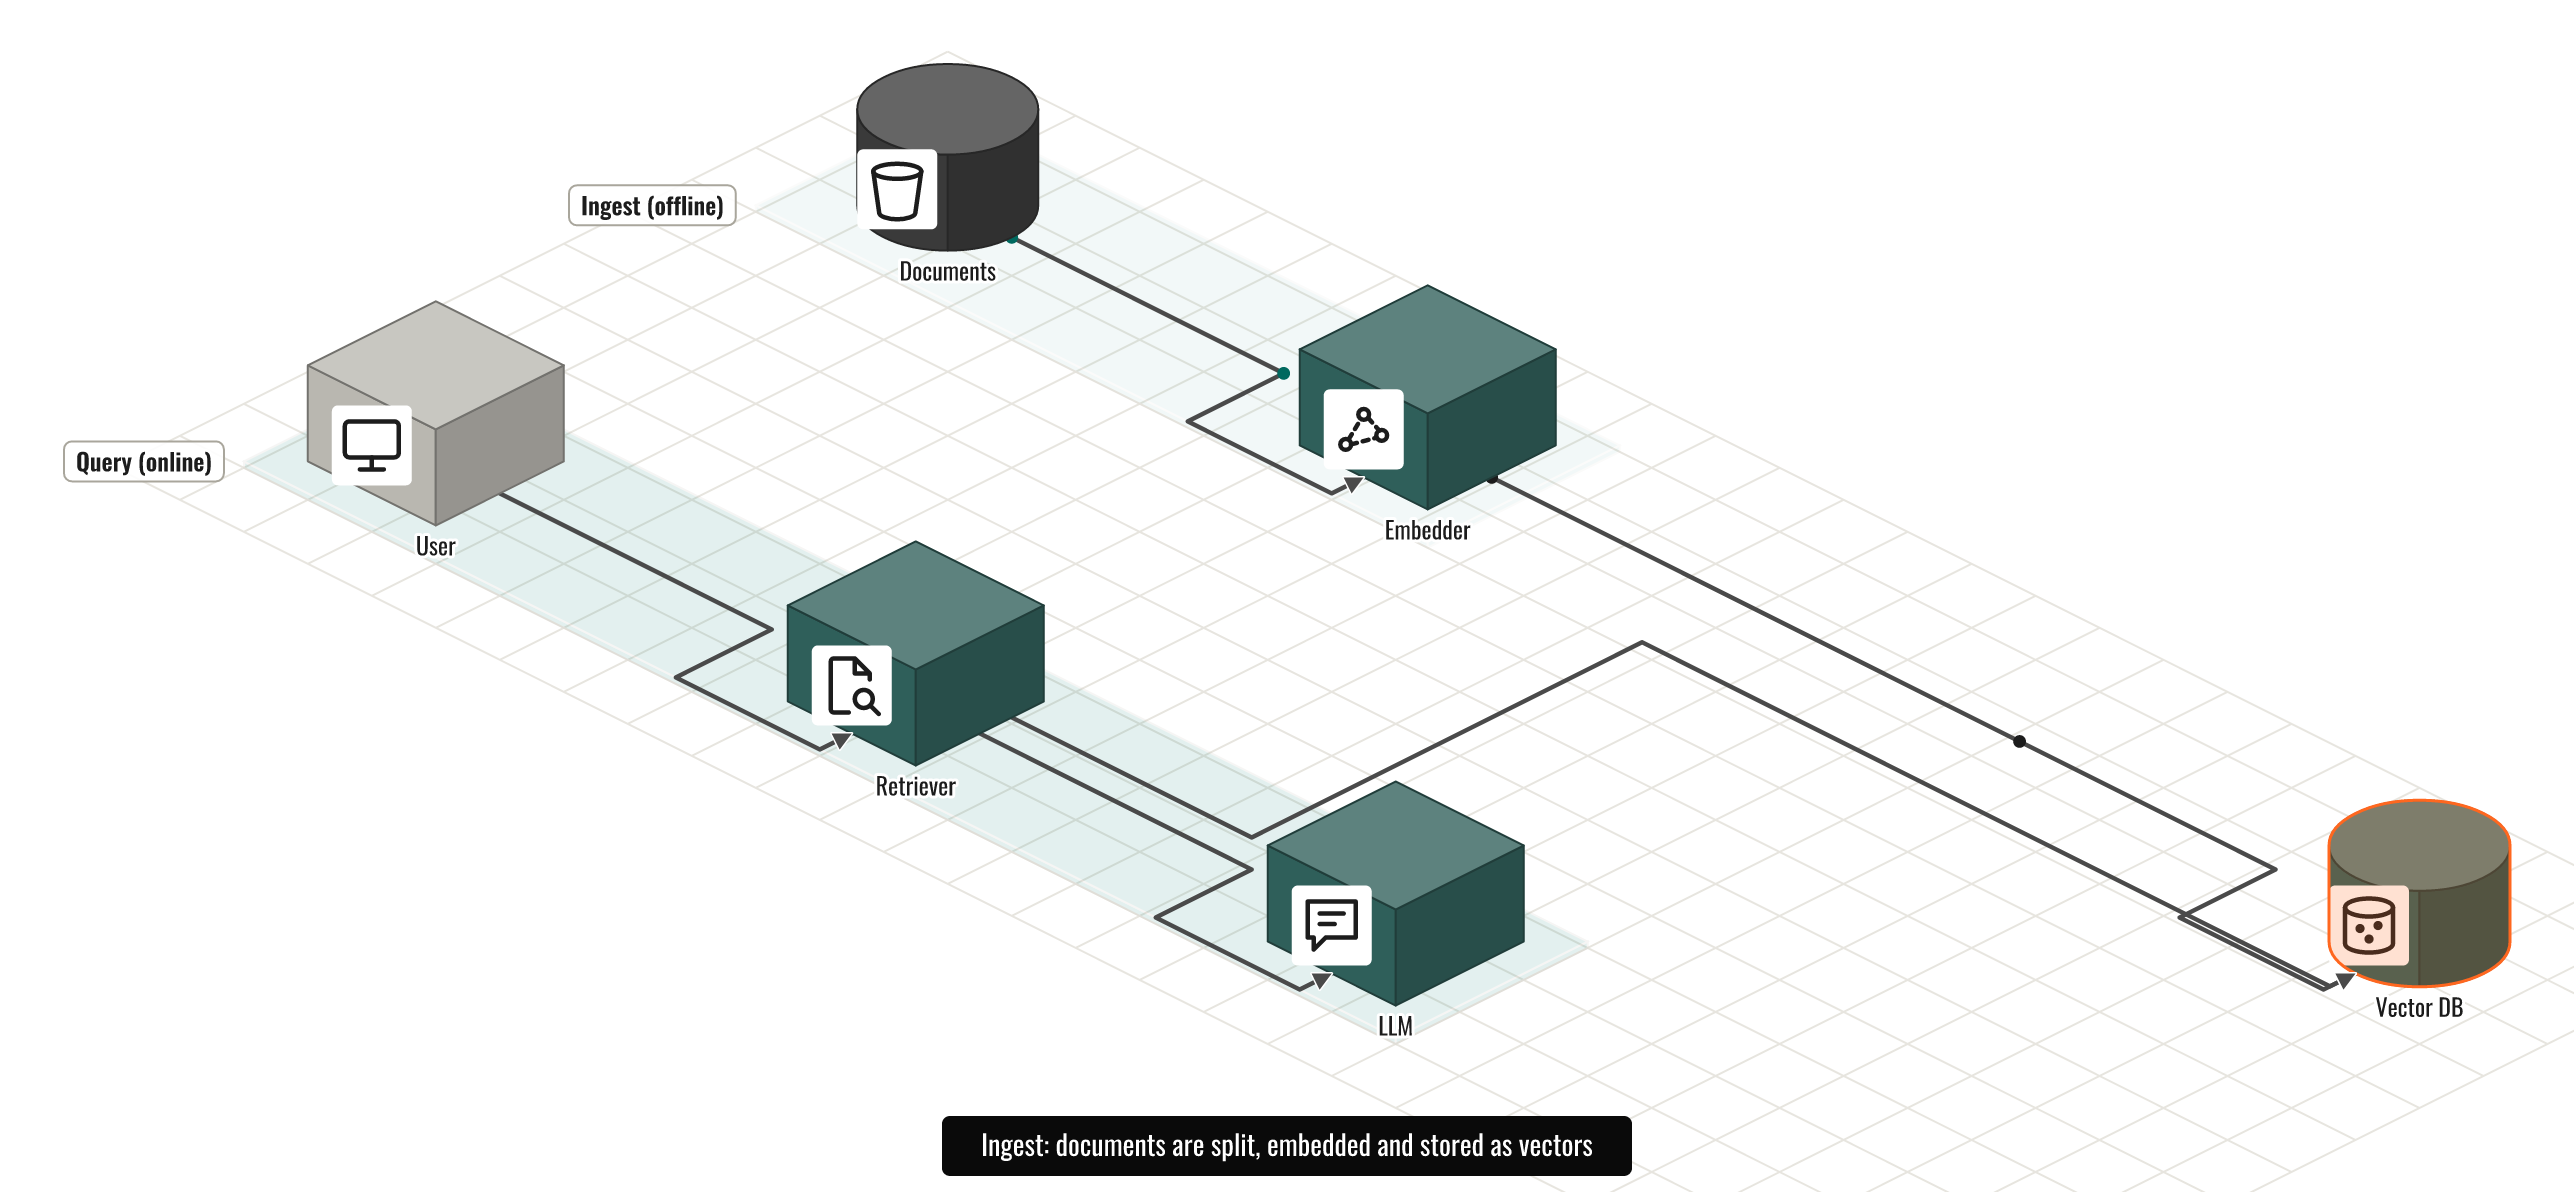 Ingest (offline)
Documents
Query (online)
User
Embedder
Retriever
LLM
Vector DB
Ingest: documents are split, embedded and stored as vectors